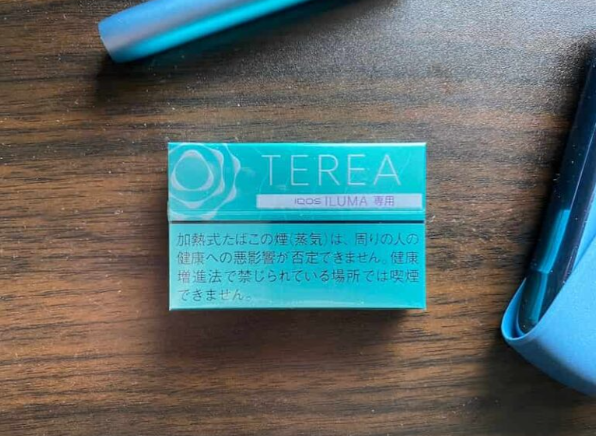 TEREA
IQOS ILUMA 専用
加熱式たばこの煙(蒸気)は、周りの人の
健康への悪影響が否定できません。健康
増進法で禁じられている場所では喫煙
できません。